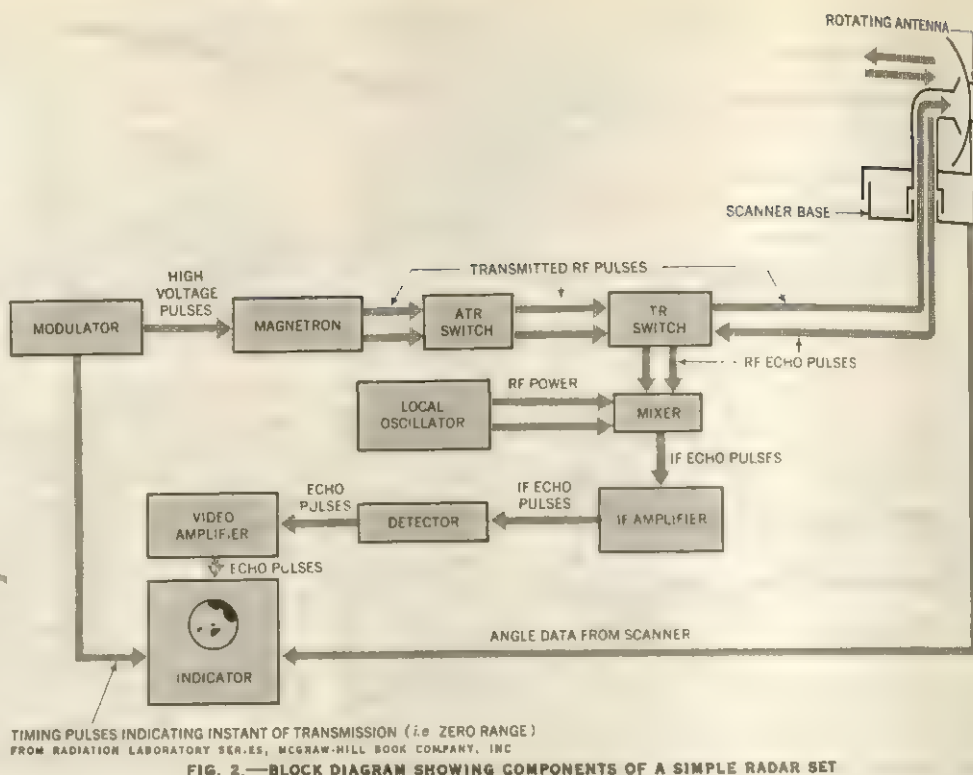 ROTATING ANTENNA
SCANNER BASE
TRANSMITTED RF PULSES
HIGH
VOLTAGE
PULSES
MODULATOR
MAGNETRON
ATR
SWITCH
TR
SWITCH
RF ECHO PULSES
RF POWER
LOCAL
OSCILLATOR
MIXER
IF ECHO PULSES
IF ECHO
PULSES
ECHO
PULSES
VIDEO
AMPLIFIER
DETECTOR
IF AMPLIFIER
ECHO PULSES
ANGLE DATA FROM SCANNER
INDICATOR
TIMING PULSES INDICATING INSTANT OF TRANSMISSION (i.e ZERO RANGE)
FROM RADIATION LABORATORY SERIES, MCGRAW-HILL BOOK COMPANY, INC
FIG. 2.—BLOCK DIAGRAM SHOWING COMPONENTS OF A SIMPLE RADAR SET